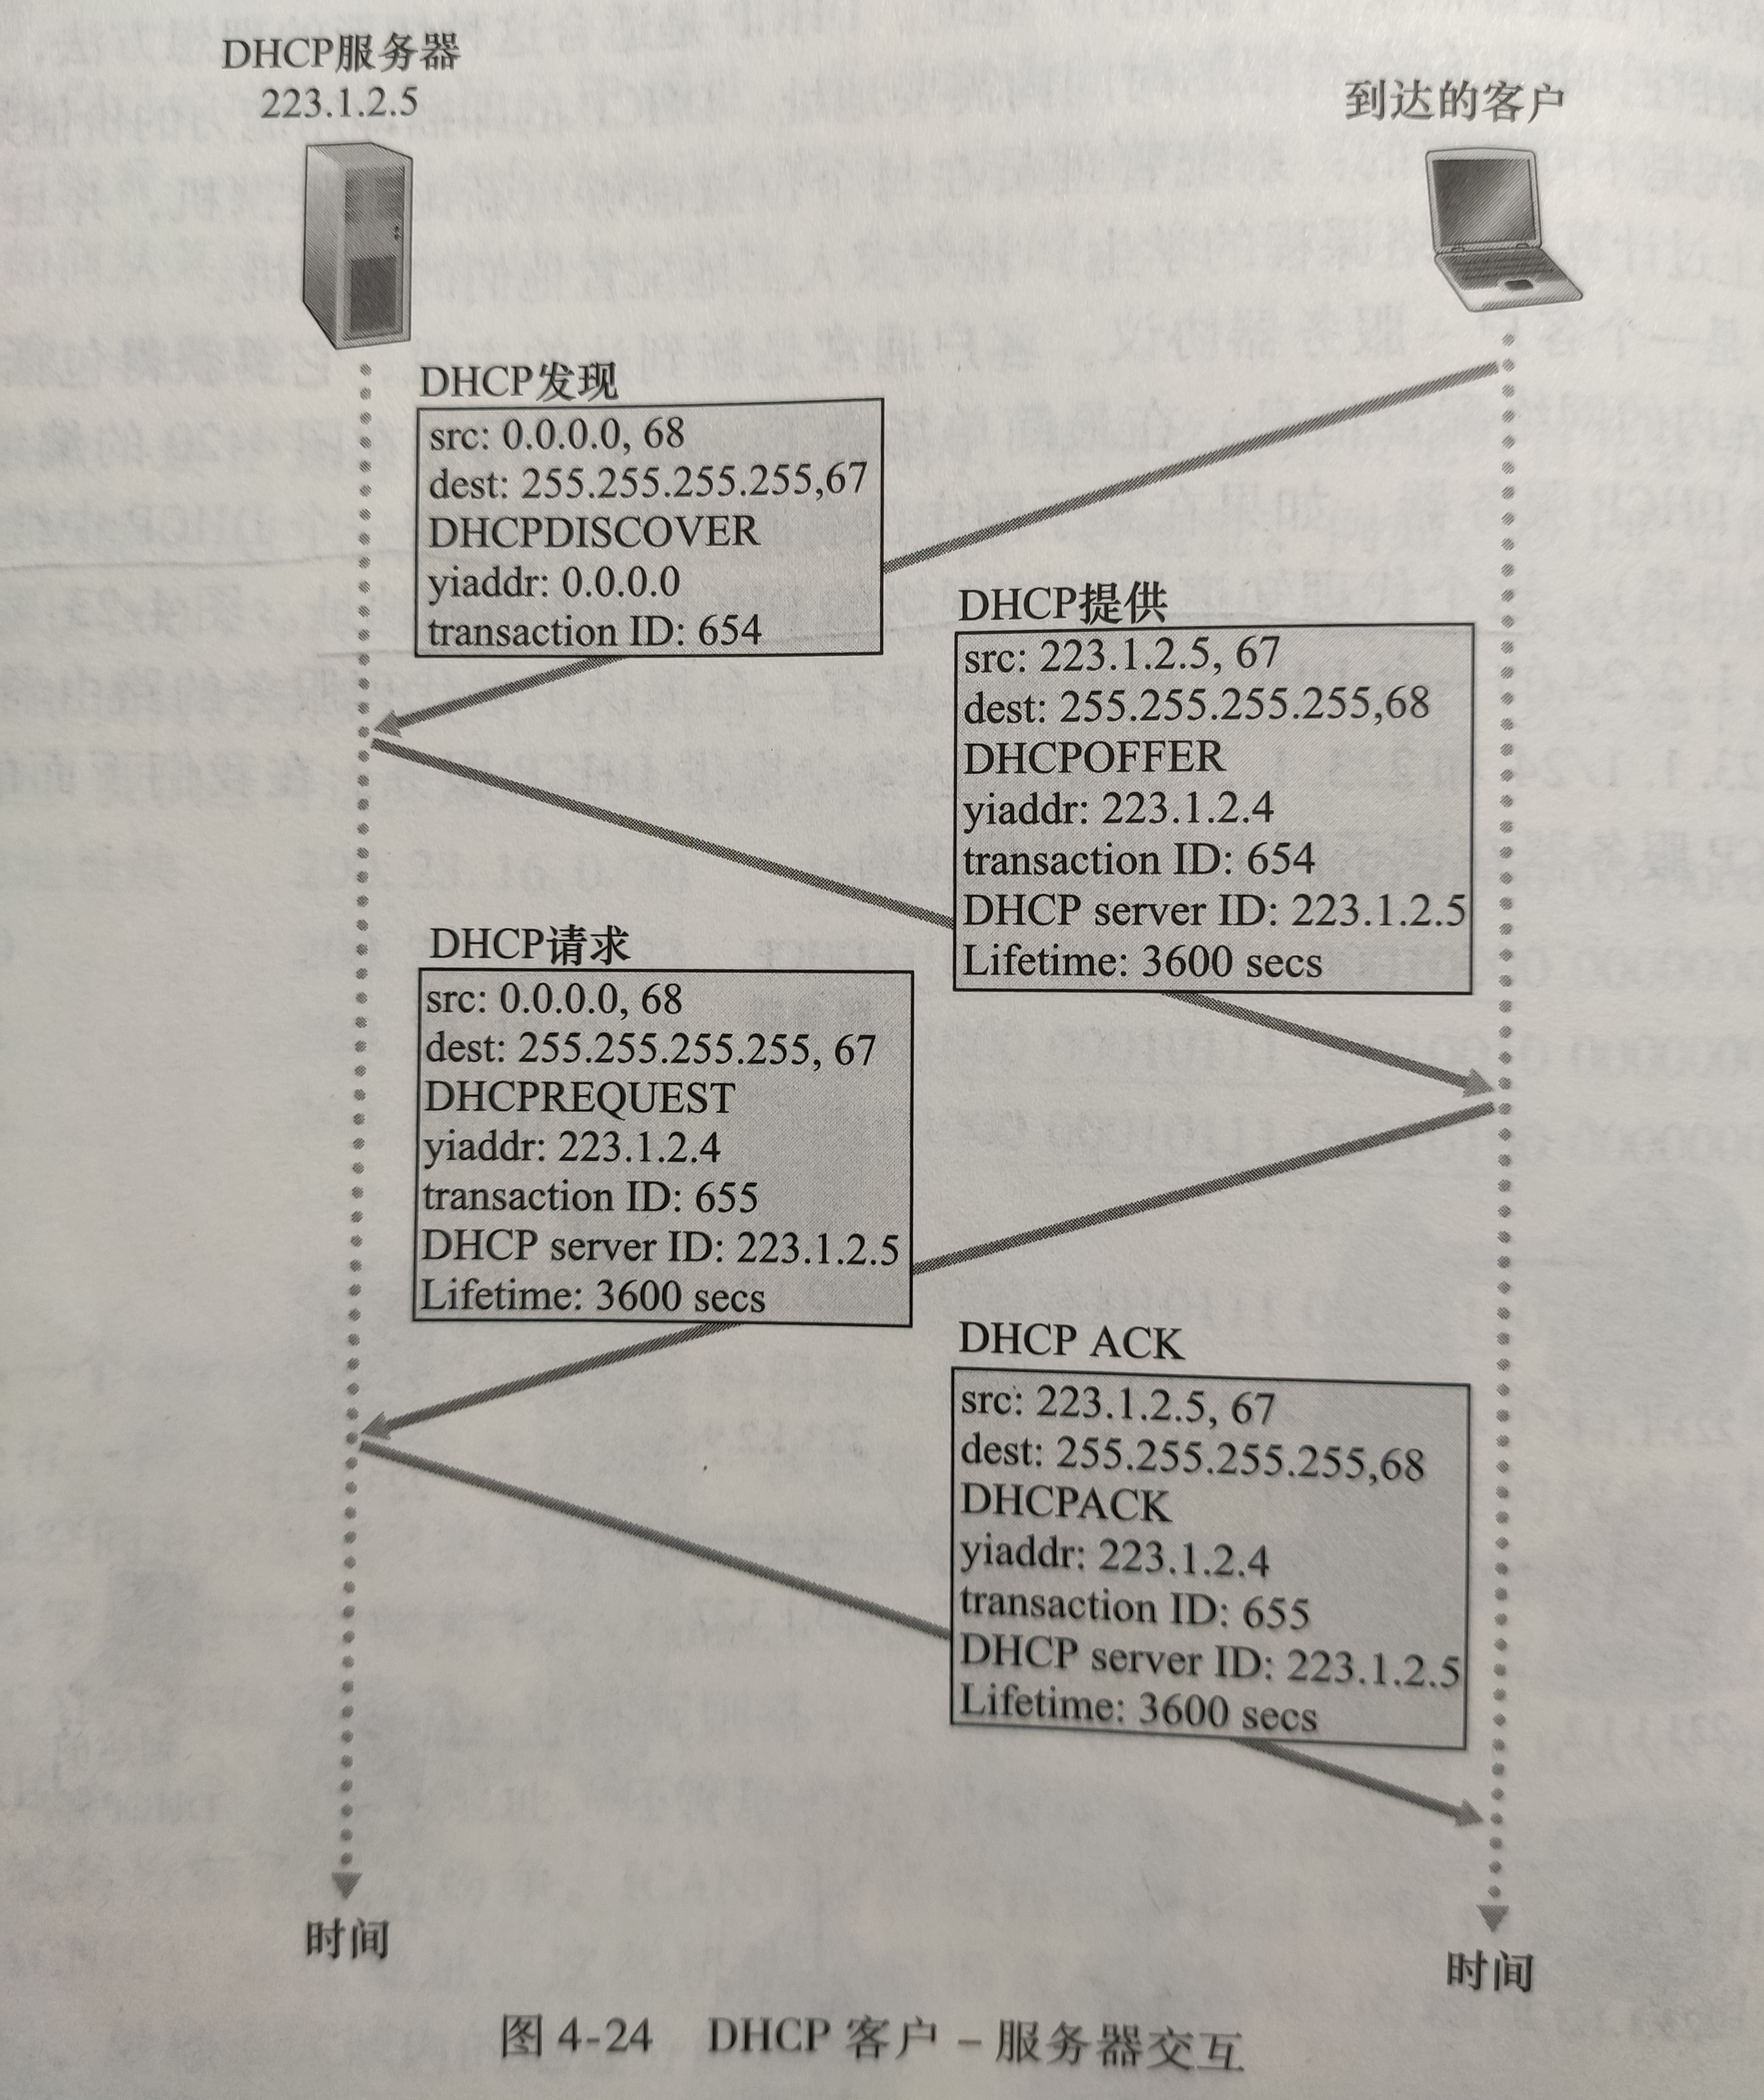 DHCP服务器
223.1.2.5
到达的客户
DHCP发现
src: 0.0.0.0, 68
dest: 255.255.255.255,67
DHCPDISCOVER
yiaddr: 0.0.0.0
transaction ID: 654
DHCP提供
src: 223.1.2.5, 67
dest: 255.255.255.255,68
DHCPOFFER
yiaddr: 223.1.2.4
transaction ID: 654
DHCP server ID: 223.1.2.5
Lifetime: 3600 secs
DHCP请求
src: 0.0.0.0, 68
dest: 255.255.255.255, 67
DHCPREQUEST
yiaddr: 223.1.2.4
transaction ID: 655
DHCP server ID: 223.1.2.5
Lifetime: 3600 secs
DHCP ACK
src: 223.1.2.5, 67
dest: 255.255.255.255,68
DHCPACK
yiaddr: 223.1.2.4
transaction ID: 655
DHCP server ID: 223.1.2.5
Lifetime: 3600 secs
时间
时间
图 4-24 DHCP 客户 – 服务器交互